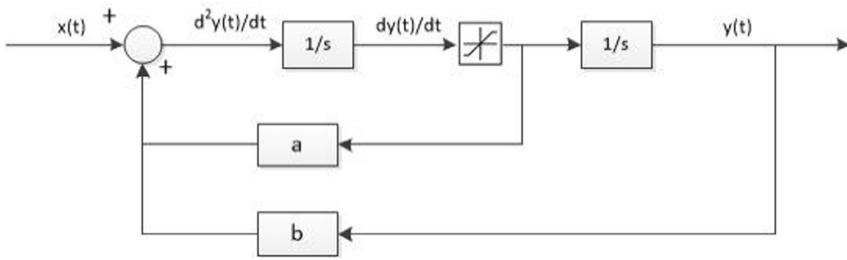 x(t)
+
d²y(t)/dt
1/s
dy(t)/dt
1/s
y(t)
+
a
b